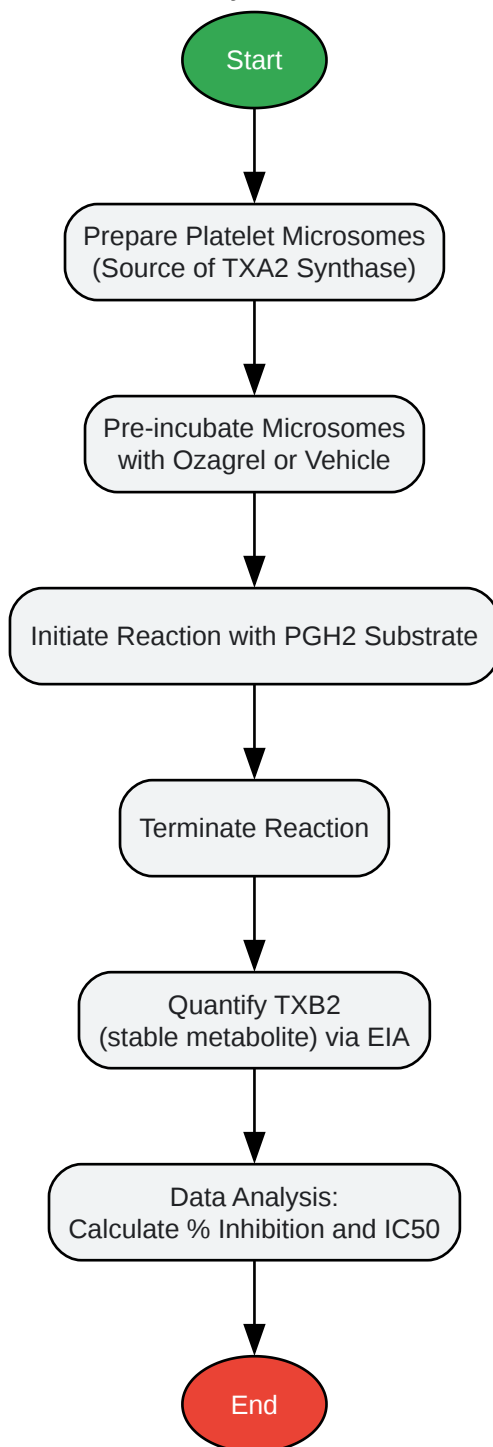 Start
Prepare Platelet Microsomes
(Source of TXA2 Synthase)
Pre-incubate Microsomes
with Ozagrel or Vehicle
Initiate Reaction with PGH2 Substrate
Terminate Reaction
Quantify TXB2
(stable metabolite) via EIA
Data Analysis:
Calculate % Inhibition and IC50
End